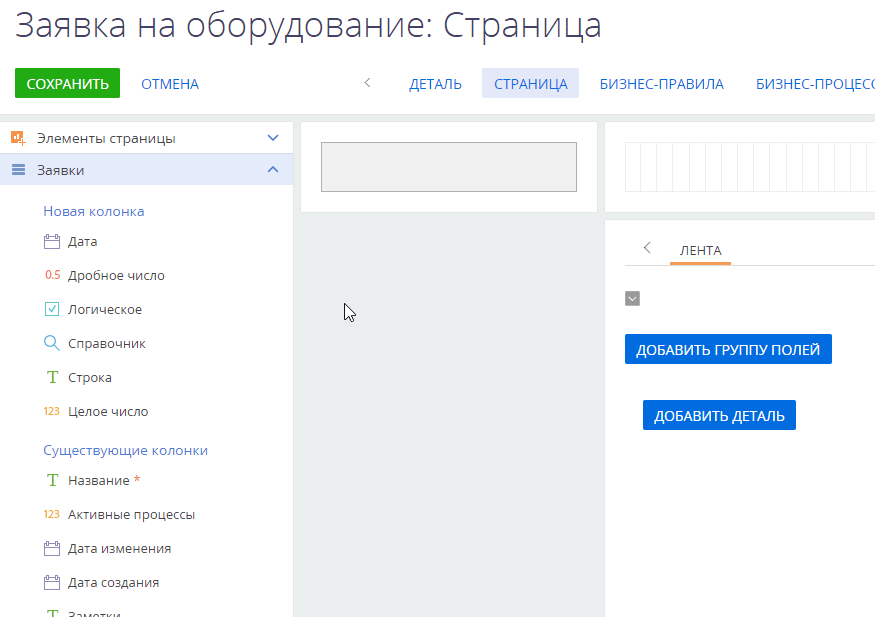 Заявка на оборудование: Страница
СОХРАНИТЬ ОТМЕНА ДЕТАЛЬ СТРАНИЦА БИЗНЕС-ПРАВИЛА БИЗНЕС-ПРОЦЕСС
Элементы страницы
Заявки
Новая колонка
Дата
0.5 Дробное число
Логическое
Справочник
T Строка
123 Целое число
Существующие колонки
T Название *
123 Активные процессы
Дата изменения
Дата создания
T Заметки
ЛЕНТА
ДОБАВИТЬ ГРУППУ ПОЛЕЙ
ДОБАВИТЬ ДЕТАЛЬ